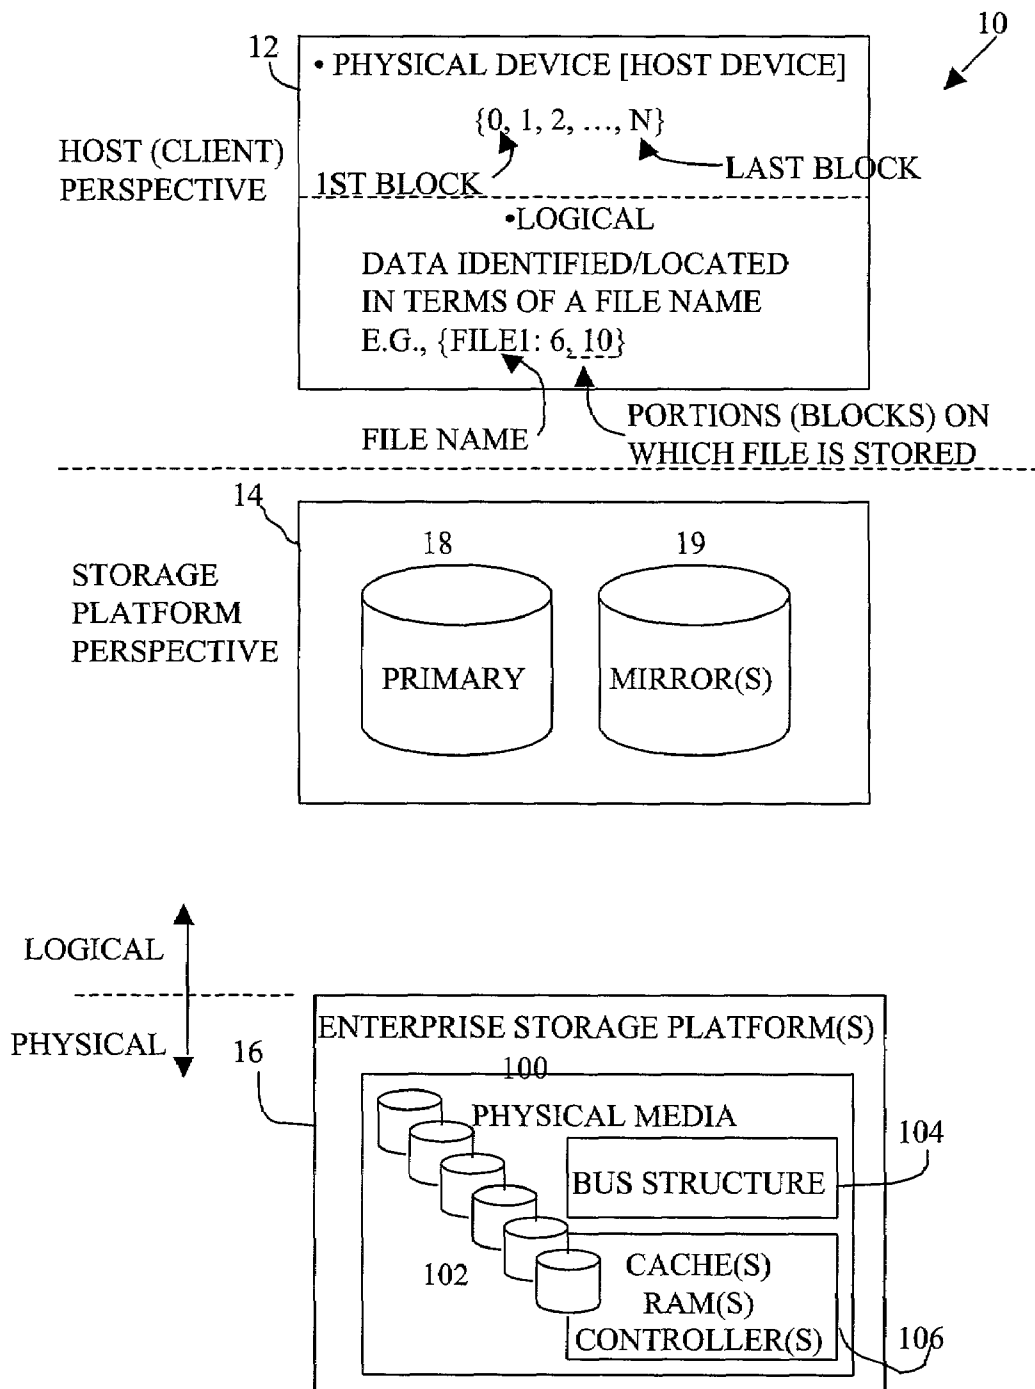 10
12
• PHYSICAL DEVICE [HOST DEVICE]
{0, 1, 2, ..., N}
HOST (CLIENT)
PERSPECTIVE
1ST BLOCK
LAST BLOCK
•LOGICAL
DATA IDENTIFIED/LOCATED
IN TERMS OF A FILE NAME
E.G., {FILE1: 6, 10}
FILE NAME
PORTIONS (BLOCKS) ON
WHICH FILE IS STORED
14
18
19
STORAGE
PLATFORM
PERSPECTIVE
PRIMARY
MIRROR(S)
LOGICAL
PHYSICAL
16
ENTERPRISE STORAGE PLATFORM(S)
100
PHYSICAL MEDIA
104
BUS STRUCTURE
102
CACHE(S)
RAM(S)
CONTROLLER(S)
106